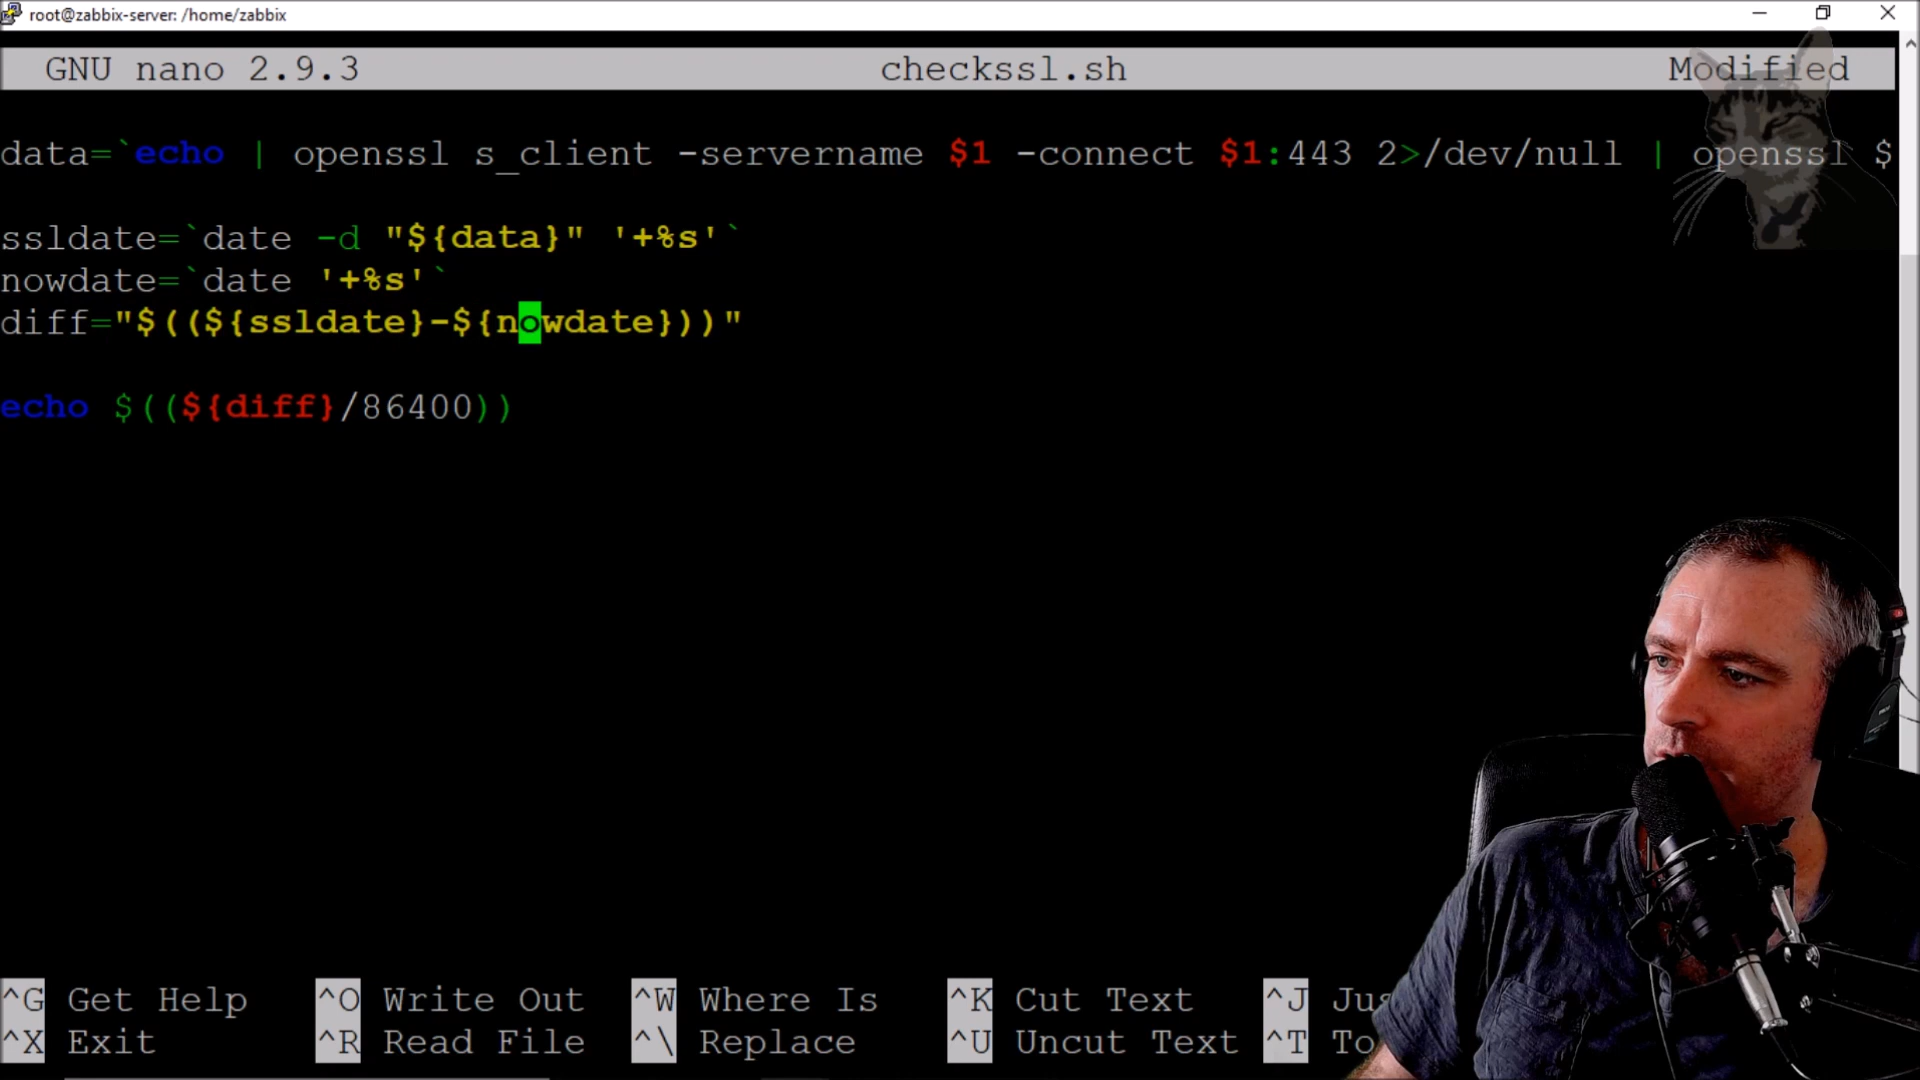 root@zabbix-server: /home/zabbix
GNU nano 2.9.3 checkssl.sh Modified
data=`echo | openssl s_client -servername $1 -connect $1:443 2>/dev/null | openssl $
ssldate=`date -d "${data}" '+%s'`
nowdate=`date '+%s'`
diff="$((${ssldate}-${nowdate}))"
echo $((${diff}/86400))
^G Get Help ^O Write Out ^W Where Is ^K Cut Text ^J
^X Exit ^R Read File ^\ Replace ^U Uncut Text ^T